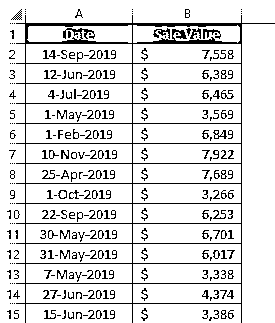 A B
1 Date Sale Value
2 14-Sep-2019 $ 7,558
3 12-Jun-2019 $ 6,389
4 4-Jul-2019 $ 6,465
5 1-May-2019 $ 3,569
6 1-Feb-2019 $ 6,849
7 10-Nov-2019 $ 7,922
8 25-Apr-2019 $ 7,689
9 1-Oct-2019 $ 3,266
10 22-Sep-2019 $ 6,253
11 30-May-2019 $ 6,701
12 31-May-2019 $ 6,017
13 7-May-2019 $ 3,338
14 27-Jun-2019 $ 4,374
15 15-Jun-2019 $ 3,386